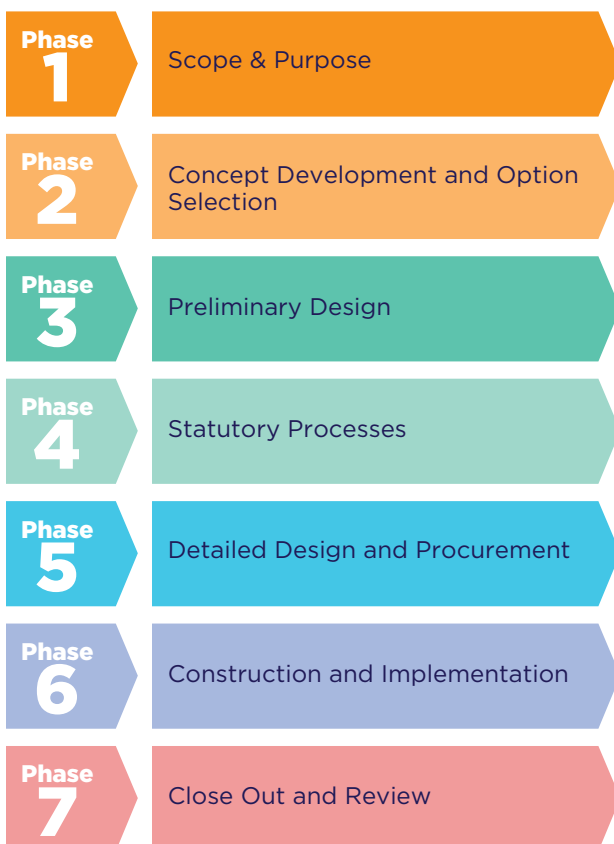 Phase
1
Scope & Purpose
Phase
2
Concept Development and Option
Selection
Phase
3
Preliminary Design
Phase
4
Statutory Processes
Phase
5
Detailed Design and Procurement
Phase
6
Construction and Implementation
Phase
7
Close Out and Review